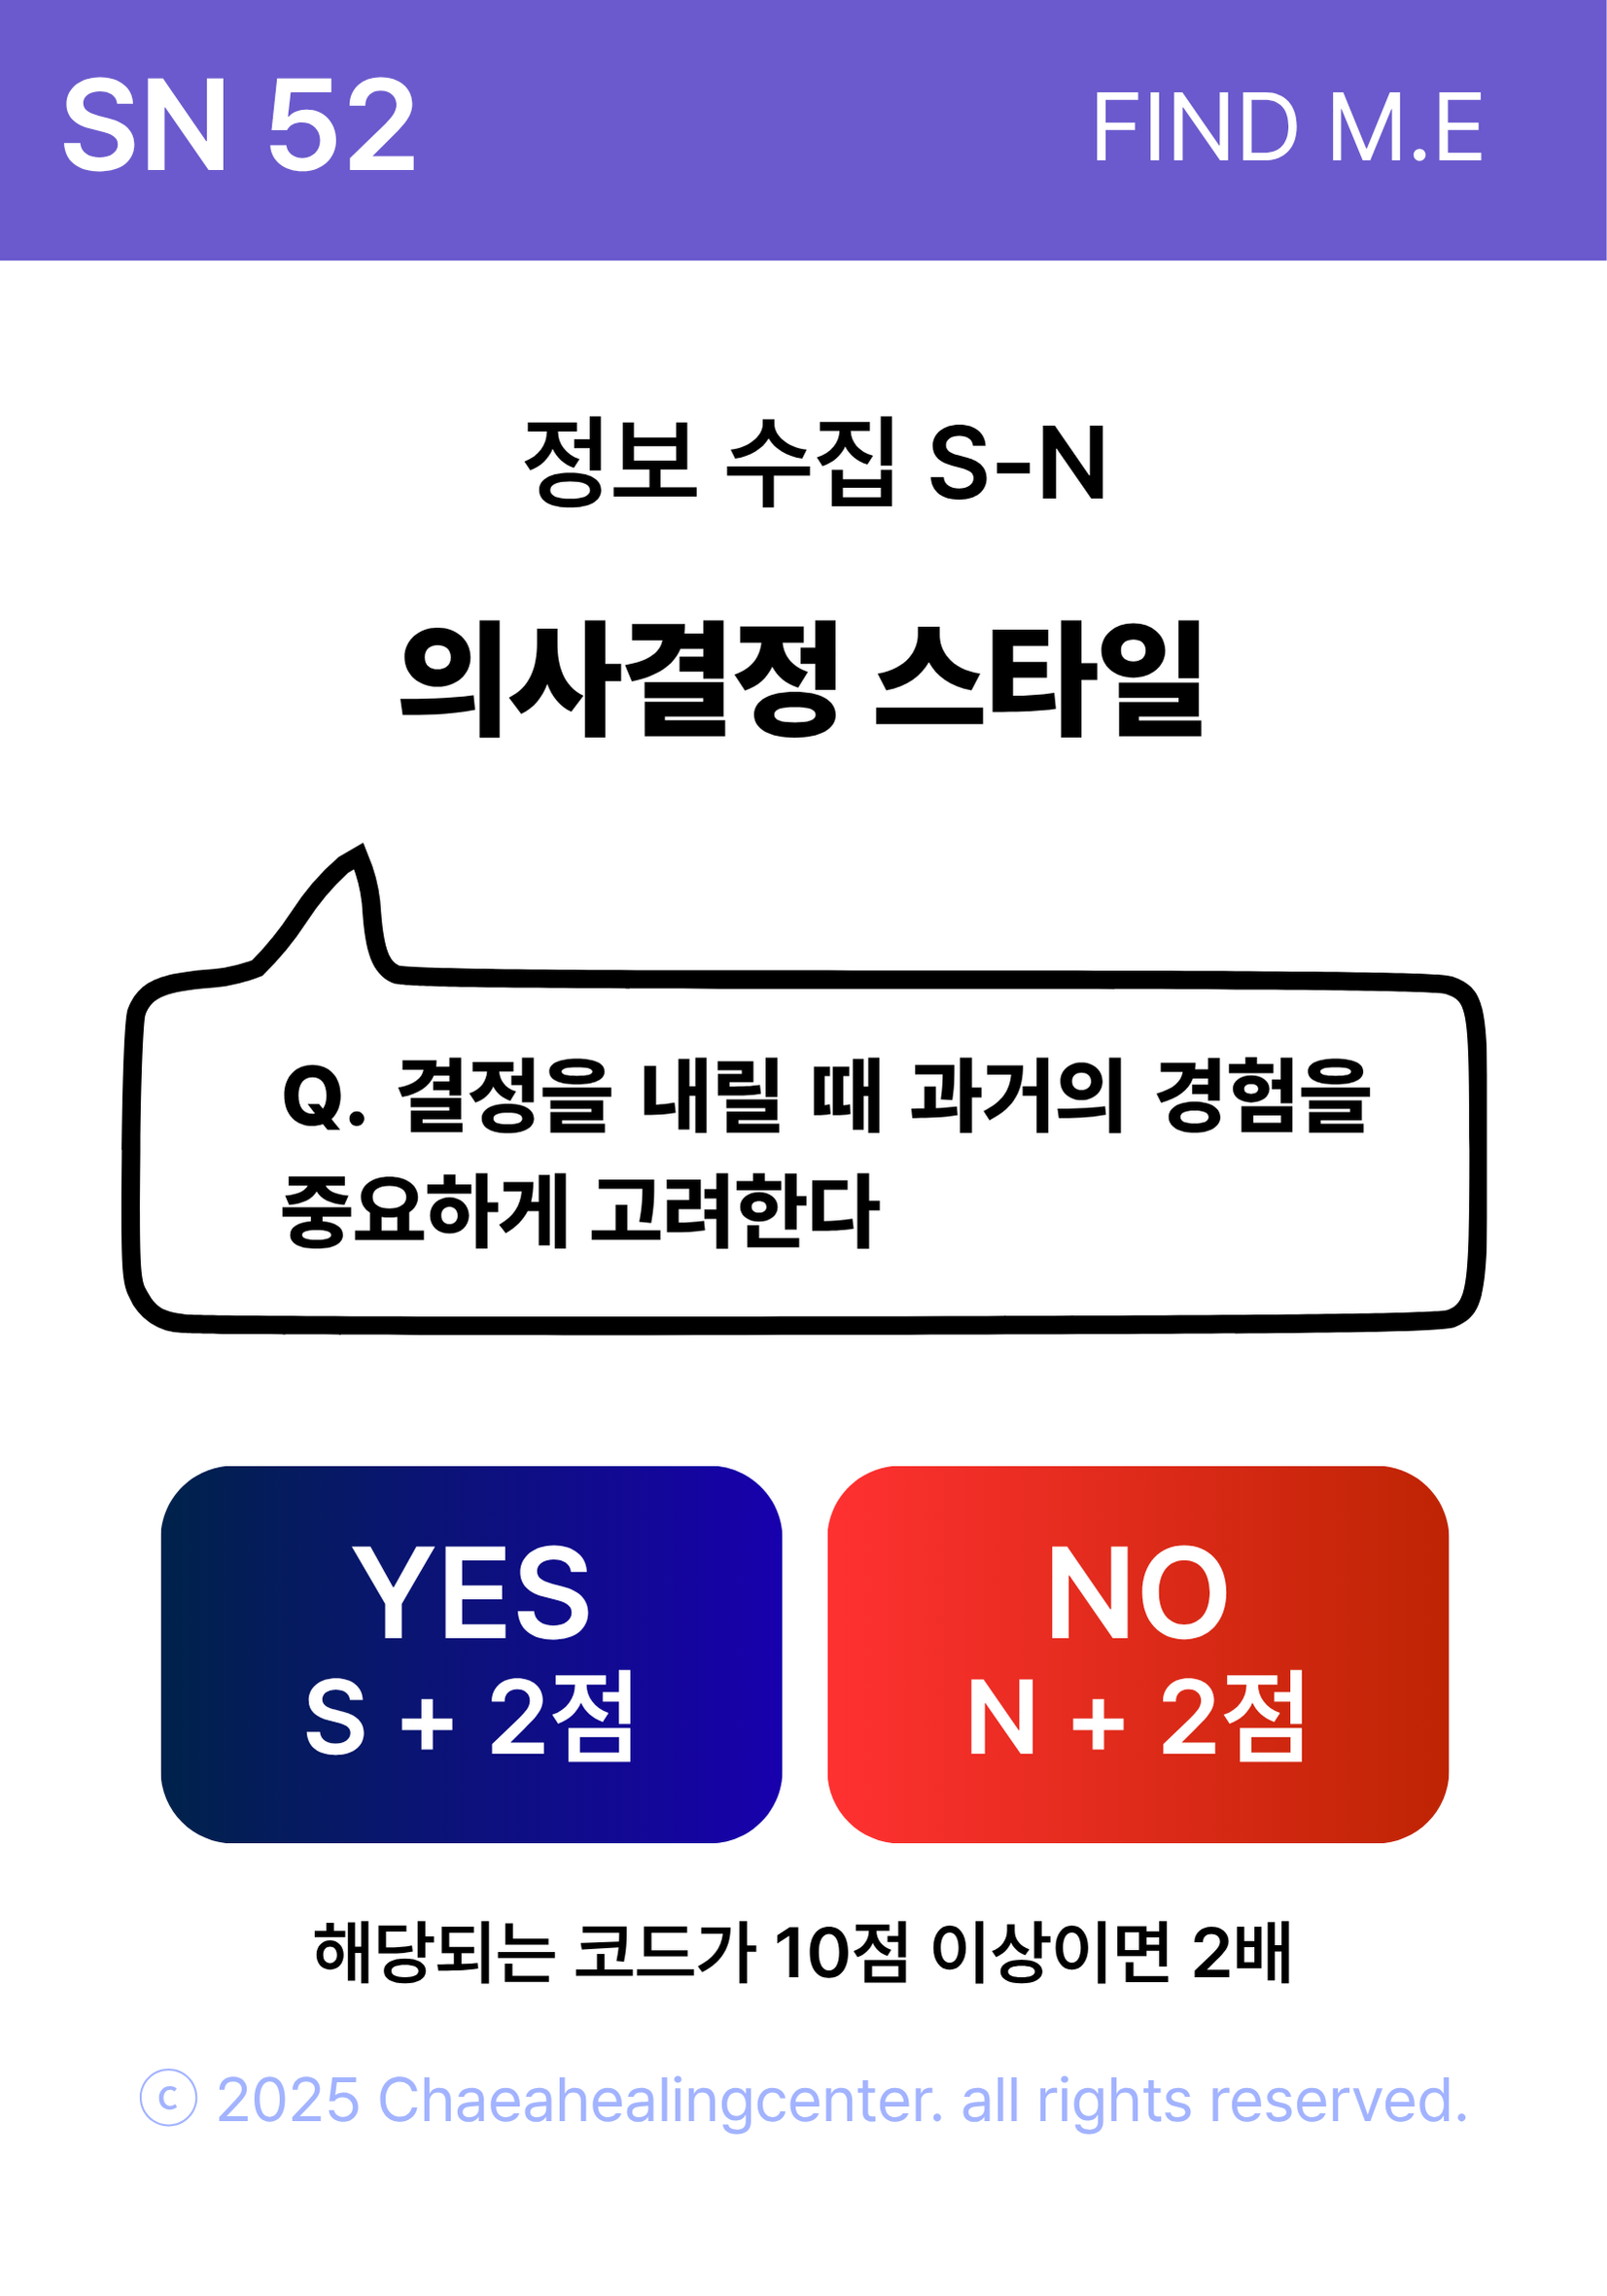 SN 52
FIND M.E
정보 수집 S-N
의사결정 스타일
Q. 결정을 내릴 때 과거의 경험을
중요하게 고려한다
YES
S + 2점
NO
N + 2점
해당되는 코드가 10점 이상이면 2배
ⓒ 2025 Chaeahealingcenter. all rights reserved.